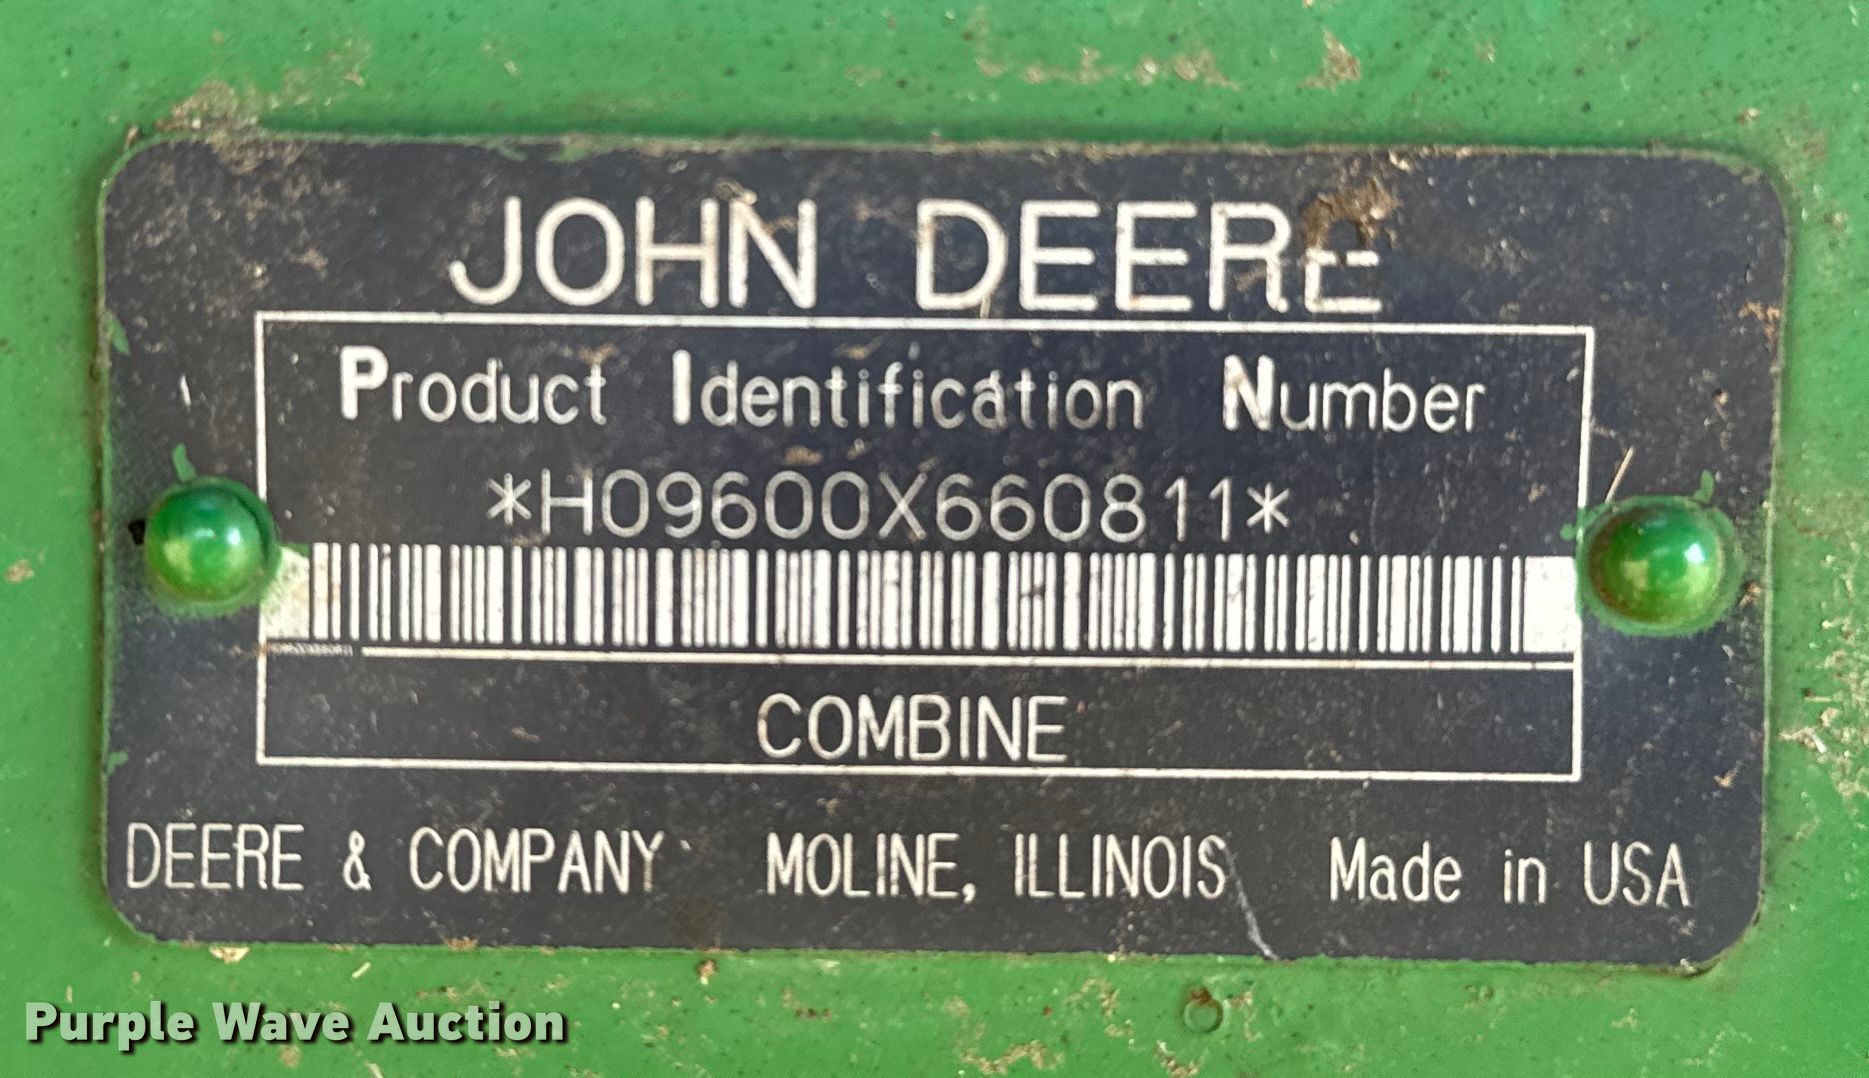 JOHN DEERE
Product Identification Number
*H09600X660811*
COMBINE
DEERE & COMPANY MOLINE, ILLINOIS Made in USA
Purple Wave Auction